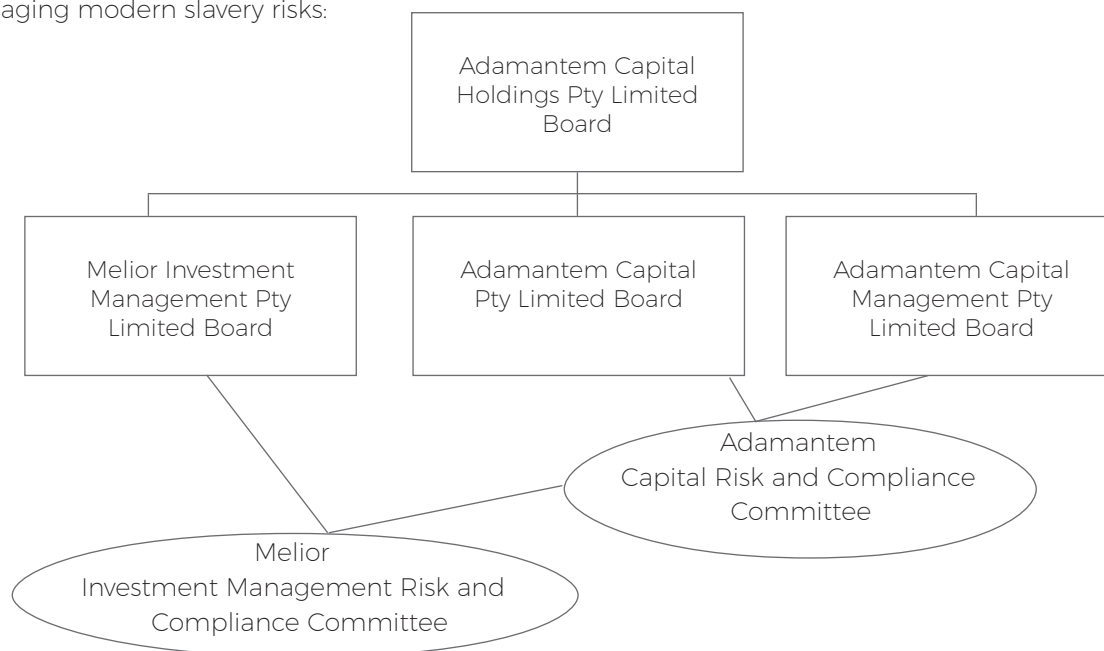 aging modern slavery risks:
Adamantem Capital
Holdings Pty Limited
Board
Melior Investment
Management Pty
Limited Board
Adamantem Capital
Pty Limited Board
Adamantem Capital
Management Pty
Limited Board
Adamantem
Capital Risk and Compliance
Committee
Melior
Investment Management Risk and
Compliance Committee